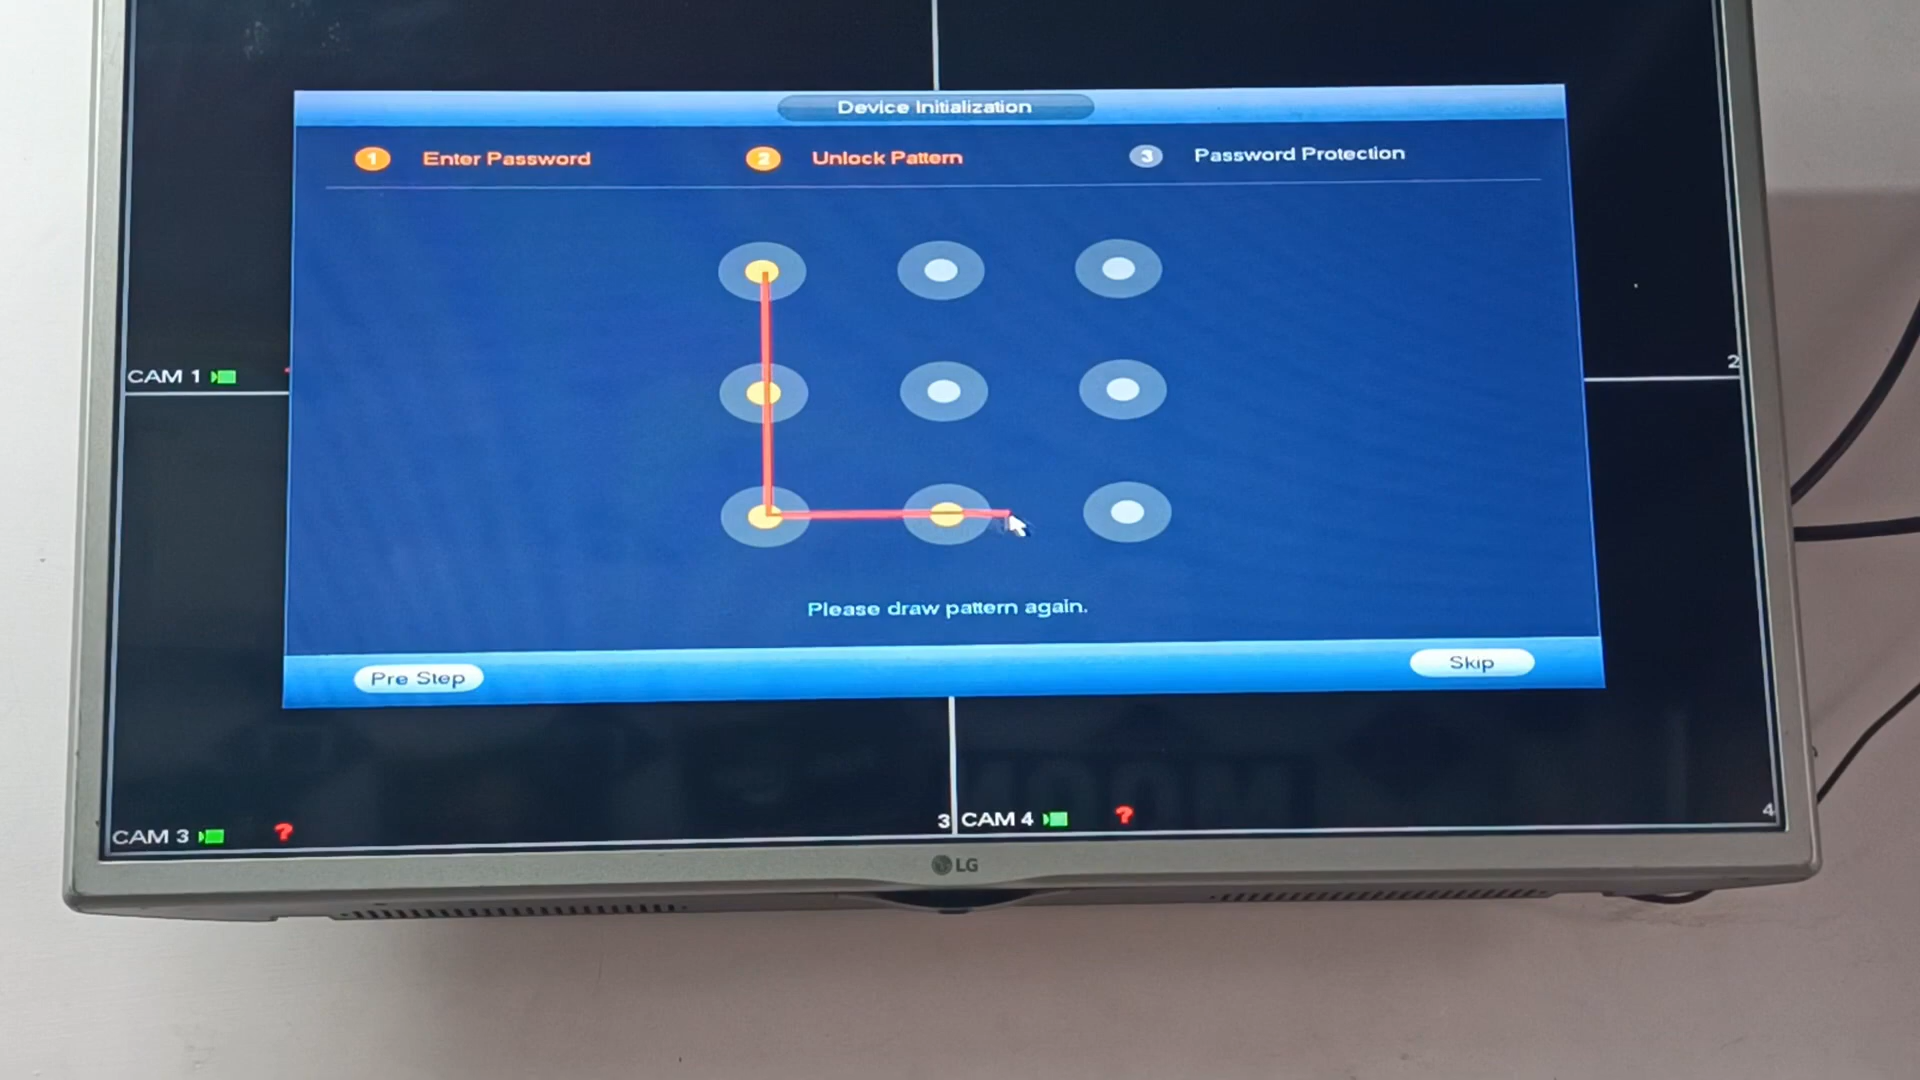 Device Initialization
1 Enter Password
2 Unlock Pattern
3 Password Protection
CAM 1
2
Please draw pattern again.
Pre Step
Skip
CAM 3 ?
3
CAM 4 ?
4
LG